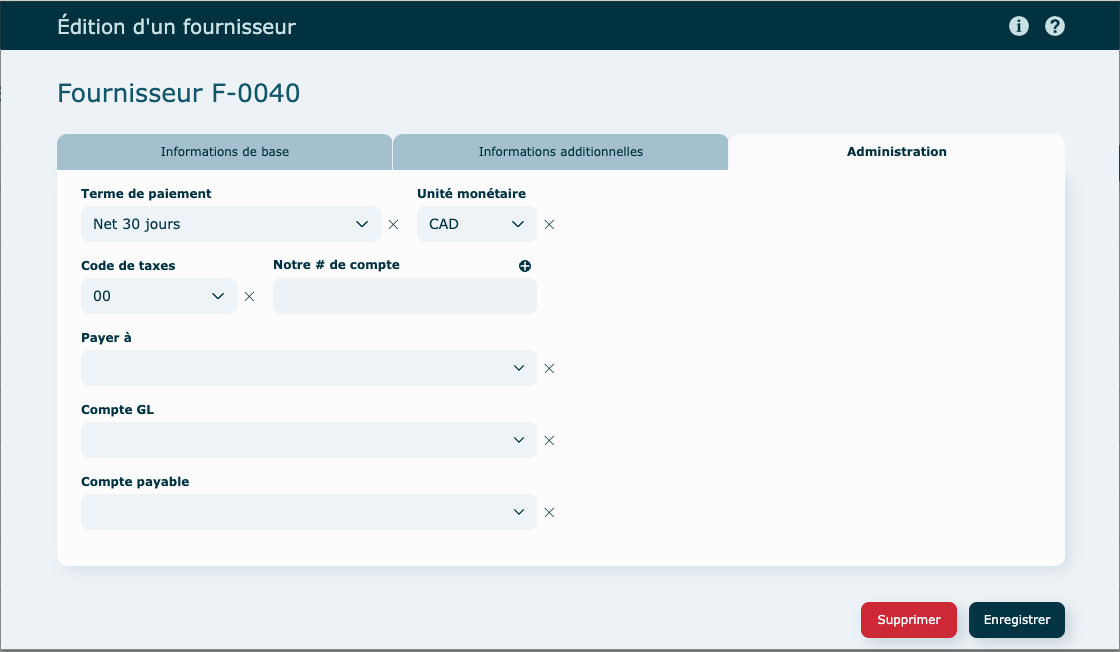 Édition d'un fournisseur
Fournisseur F-0040
Informations de base
Informations additionnelles
Administration
Terme de paiement
Unité monétaire
Net 30 jours
CAD
Code de taxes
Notre # de compte
00
Payer à
Compte GL
Compte payable
Supprimer
Enregistrer